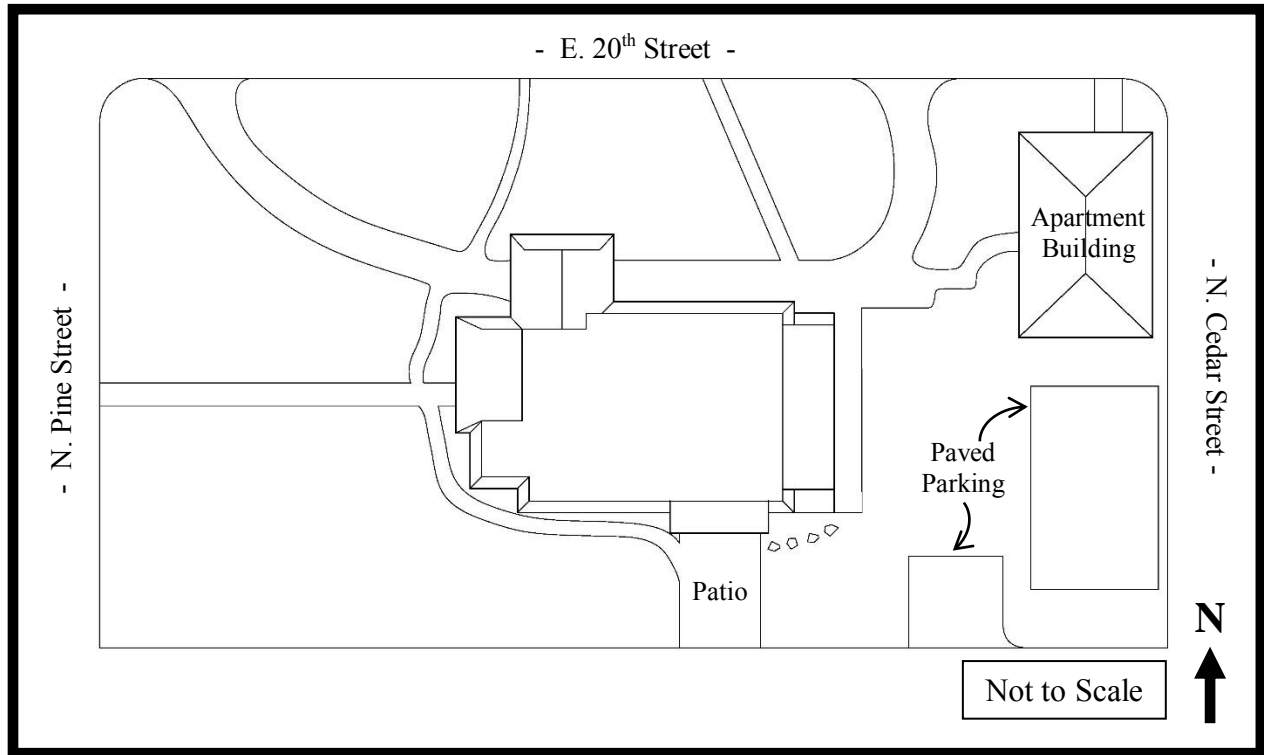 - E. 20th Street -
Apartment
Building
- N. Pine Street -
- N. Cedar Street -
Paved
Parking
Patio
N
Not to Scale